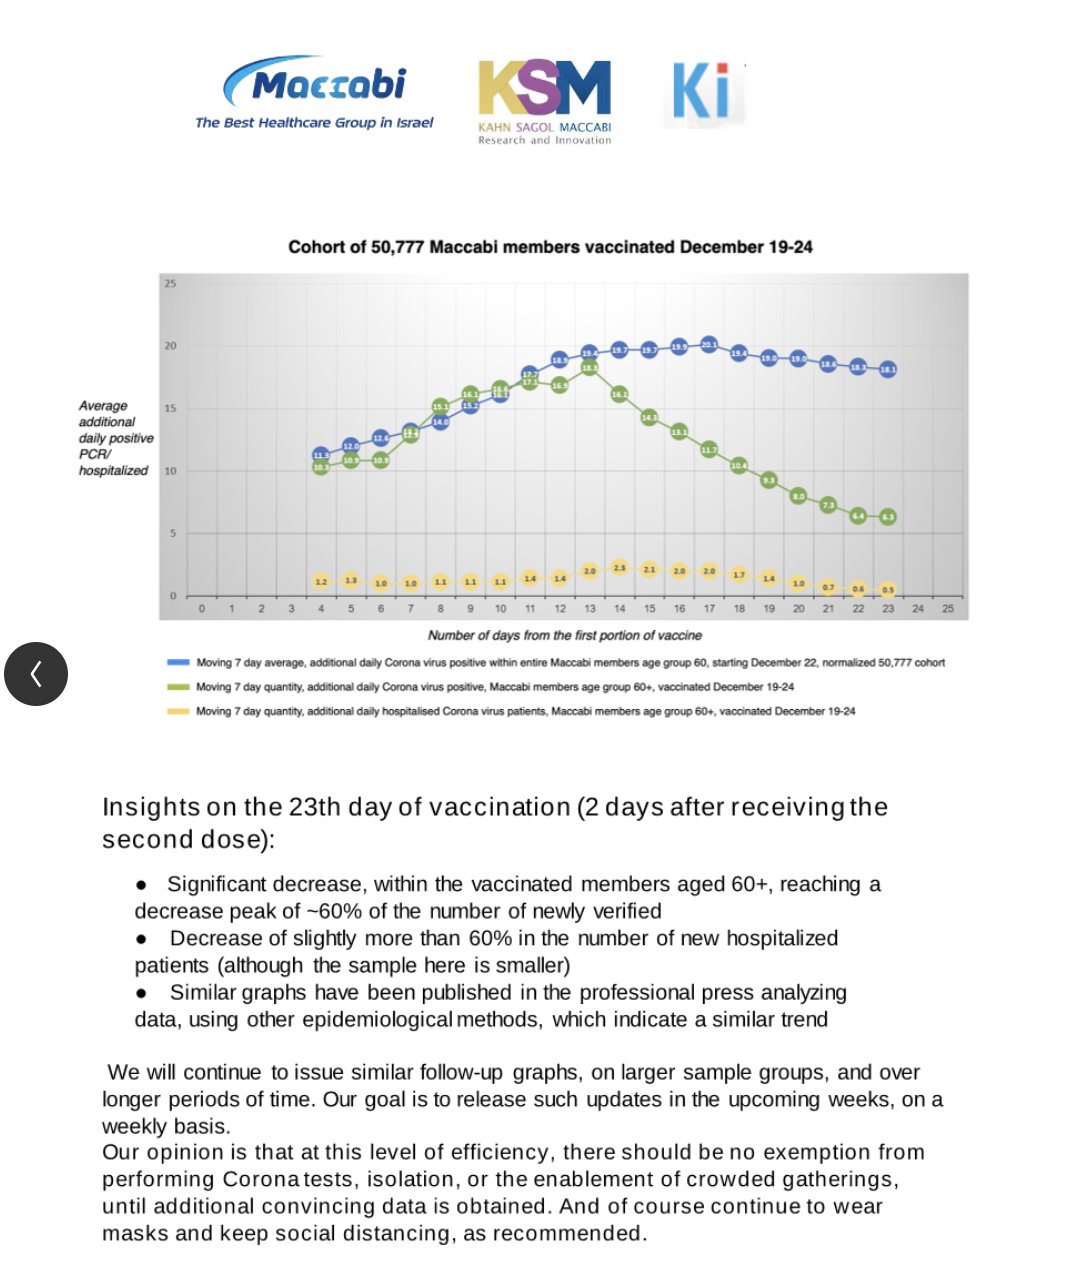 Maccabi
The Best Healthcare Group in Israel
KSM
KAHN SAGOL MACCABI
Research and Innovation
Ki
Cohort of 50,777 Maccabi members vaccinated December 19-24
Average
additional
daily positive
PCR/
hospitalized
25
20
15
10
5
0
11.3 12.0 12.6 13.2 14.0 15.2 16.1 17.7 18.9 19.4 19.7 19.7 19.9 20.1 19.4 19.0 19.0 18.6 18.3 18.1
10.3 10.9 10.9 12.9 15.1 16.1 16.6 17.1 16.9 18.3 16.1 14.3 13.1 11.7 10.4 9.3 8.0 7.3 6.4 6.3
1.2 1.3 1.0 1.0 1.1 1.1 1.1 1.4 1.4 2.0 2.3 2.1 2.0 2.0 1.7 1.4 1.0 0.7 0.6 0.5
0 1 2 3 4 5 6 7 8 9 10 11 12 13 14 15 16 17 18 19 20 21 22 23 24 25
Number of days from the first portion of vaccine
Moving 7 day average, additional daily Corona virus positive within entire Maccabi members age group 60, starting December 22, normalized 50,777 cohort
Moving 7 day quantity, additional daily Corona virus positive, Maccabi members age group 60+, vaccinated December 19-24
Moving 7 day quantity, additional daily hospitalised Corona virus patients, Maccabi members age group 60+, vaccinated December 19-24
Insights on the 23th day of vaccination (2 days after receiving the
second dose):
● Significant decrease, within the vaccinated members aged 60+, reaching a
decrease peak of ~60% of the number of newly verified
● Decrease of slightly more than 60% in the number of new hospitalized
patients (although the sample here is smaller)
● Similar graphs have been published in the professional press analyzing
data, using other epidemiological methods, which indicate a similar trend
We will continue to issue similar follow-up graphs, on larger sample groups, and over
longer periods of time. Our goal is to release such updates in the upcoming weeks, on a
weekly basis.
Our opinion is that at this level of efficiency, there should be no exemption from
performing Corona tests, isolation, or the enablement of crowded gatherings,
until additional convincing data is obtained. And of course continue to wear
masks and keep social distancing, as recommended.